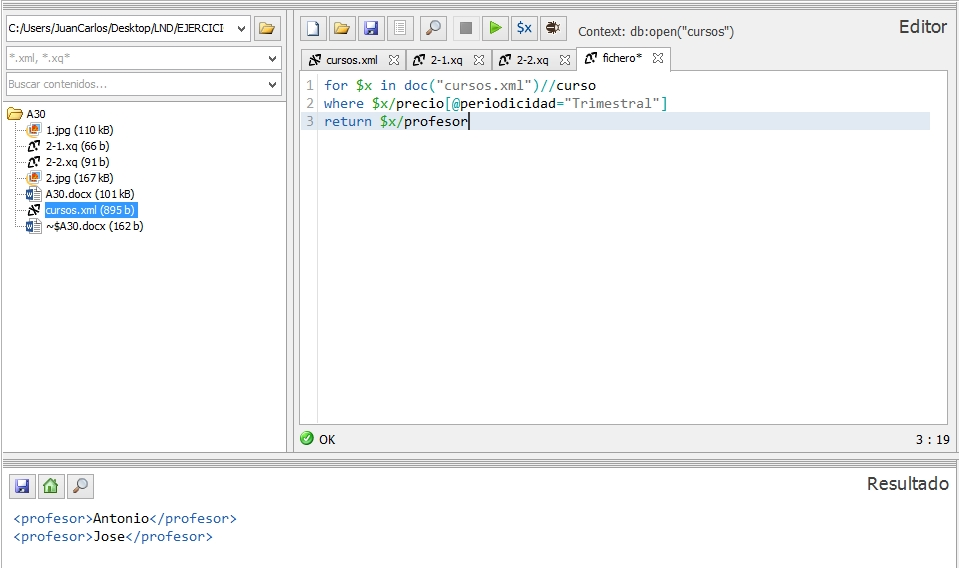 C:/Users/JuanCarlos/Desktop/LND/EJERCICI
*.xml, *.xq*
Buscar contenidos...
A30
1.jpg (110 kB)
2-1.xq (66 b)
2-2.xq (91 b)
2.jpg (167 kB)
A30.docx (101 kB)
cursos.xml (895 b)
~$A30.docx (162 b)
$x
Context: db:open("cursos")
Editor
cursos.xml
2-1.xq
2-2.xq
fichero*
1 for $x in doc("cursos.xml")//curso
2 where $x/precio[@periodicidad="Trimestral"]
3 return $x/profesor
OK
3 : 19
Resultado
<profesor>Antonio</profesor>
<profesor>Jose</profesor>